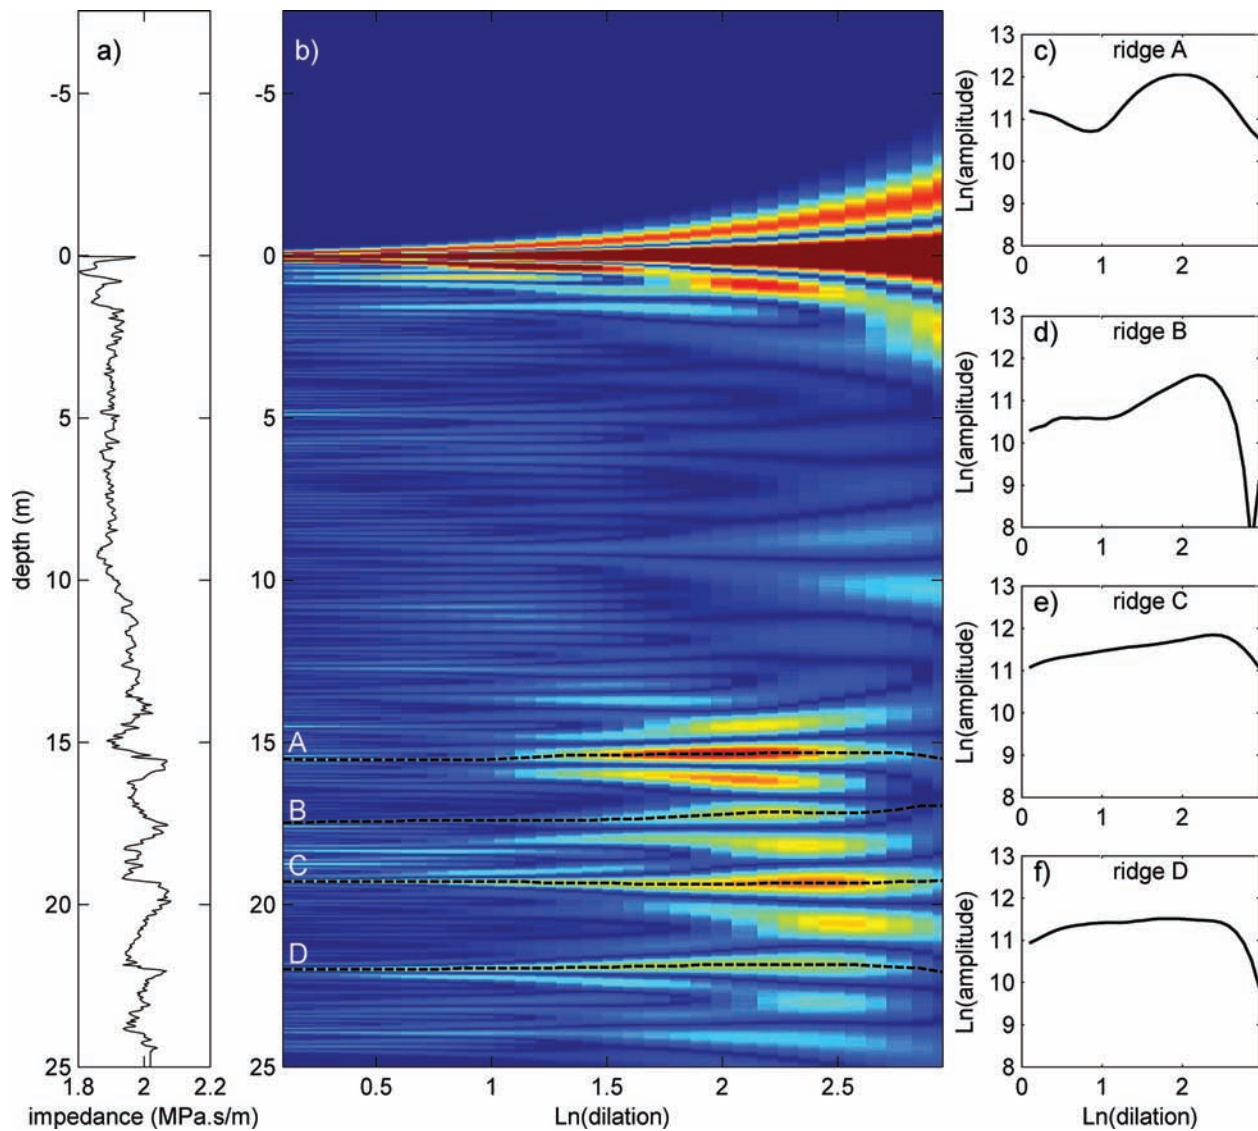 a)
-5
0
5
10
15
20
25
depth (m)
1.8
2
2.2
impedance (MPa.s/m)
b)
-5
0
5
10
15
20
25
A
B
C
D
0.5
1
1.5
2
2.5
Ln(dilation)
c)
ridge A
13
12
11
10
9
8
Ln(amplitude)
0
1
2
d)
ridge B
13
12
11
10
9
8
Ln(amplitude)
0
1
2
e)
ridge C
13
12
11
10
9
8
Ln(amplitude)
0
1
2
f)
ridge D
13
12
11
10
9
8
Ln(amplitude)
0
1
2
Ln(dilation)